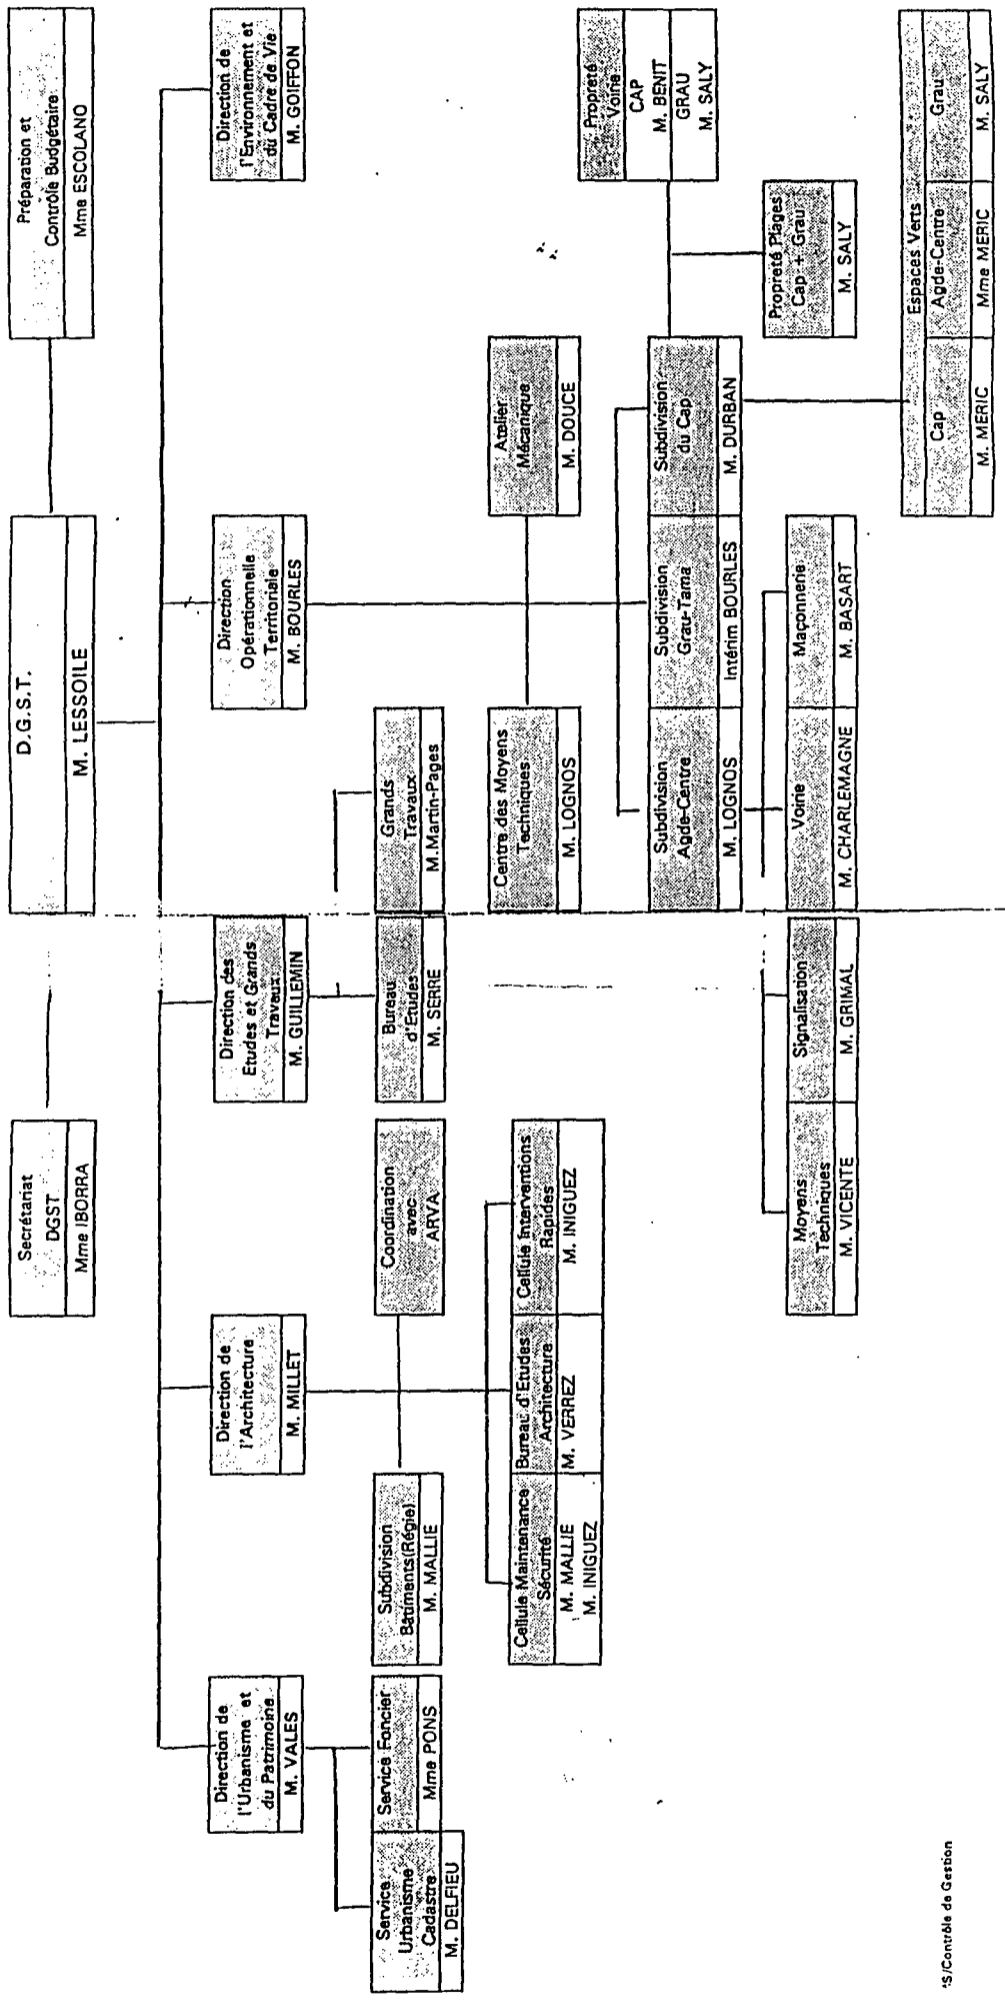 Secrétariat
DGST
Mme IBORRA
D.G.S.T.
M. LESSOILE
Préparation et
Contrôle Budgétaire
Mme ESCOLANO
Direction de
l'Urbanisme et
du Patrimoine
M. VALES
Direction de
l'Architecture
M. MILLET
Direction des
Etudes et Grands
Travaux
M. GUILLEMIN
Direction
Opérationnelle
Territoriale
M. BOURLES
Direction de
l'Environnement et
du Cadre de Vie
M. GOIFFON
Service
Urbanisme
Cadastre
M. DELFIEU
Service Foncier
Mme PONS
Subdivision
Batiments(Régie)
M. MALLIE
Coordination
avec
ARVA
Bureau
d'Etudes
M. SERRE
Grands
Travaux
M.Martin-Pages
Cellule Maintenance
Sécurité
M. MALLIE
M. INIGUEZ
Bureau d'Etudes
Architecture
M. VERREZ
Cellule Interventions
Rapides
M. INIGUEZ
Centre des Moyens
Techniques
M. LOGNOS
Atelier
Mécanique
M. DOUCE
Propreté
Voirie
CAP
M. BENIT
GRAU
M. SALY
Subdivision
Agde-Centre
M. LOGNOS
Subdivision
Grau-Tama
Intérim BOURLES
Subdivision
du Cap
M. DURBAN
Propreté Plages
Cap + Grau
M. SALY
Moyens
Techniques
M. VICENTE
Signalisation
M. GRIMAL
Voirie
M. CHARLEMAGNE
Maçonnerie
M. BASART
Espaces Verts
Cap
Agde-Centre
Grau
M. MERIC
Mme MERIC
M. SALY
S/Contrôle de Gestion